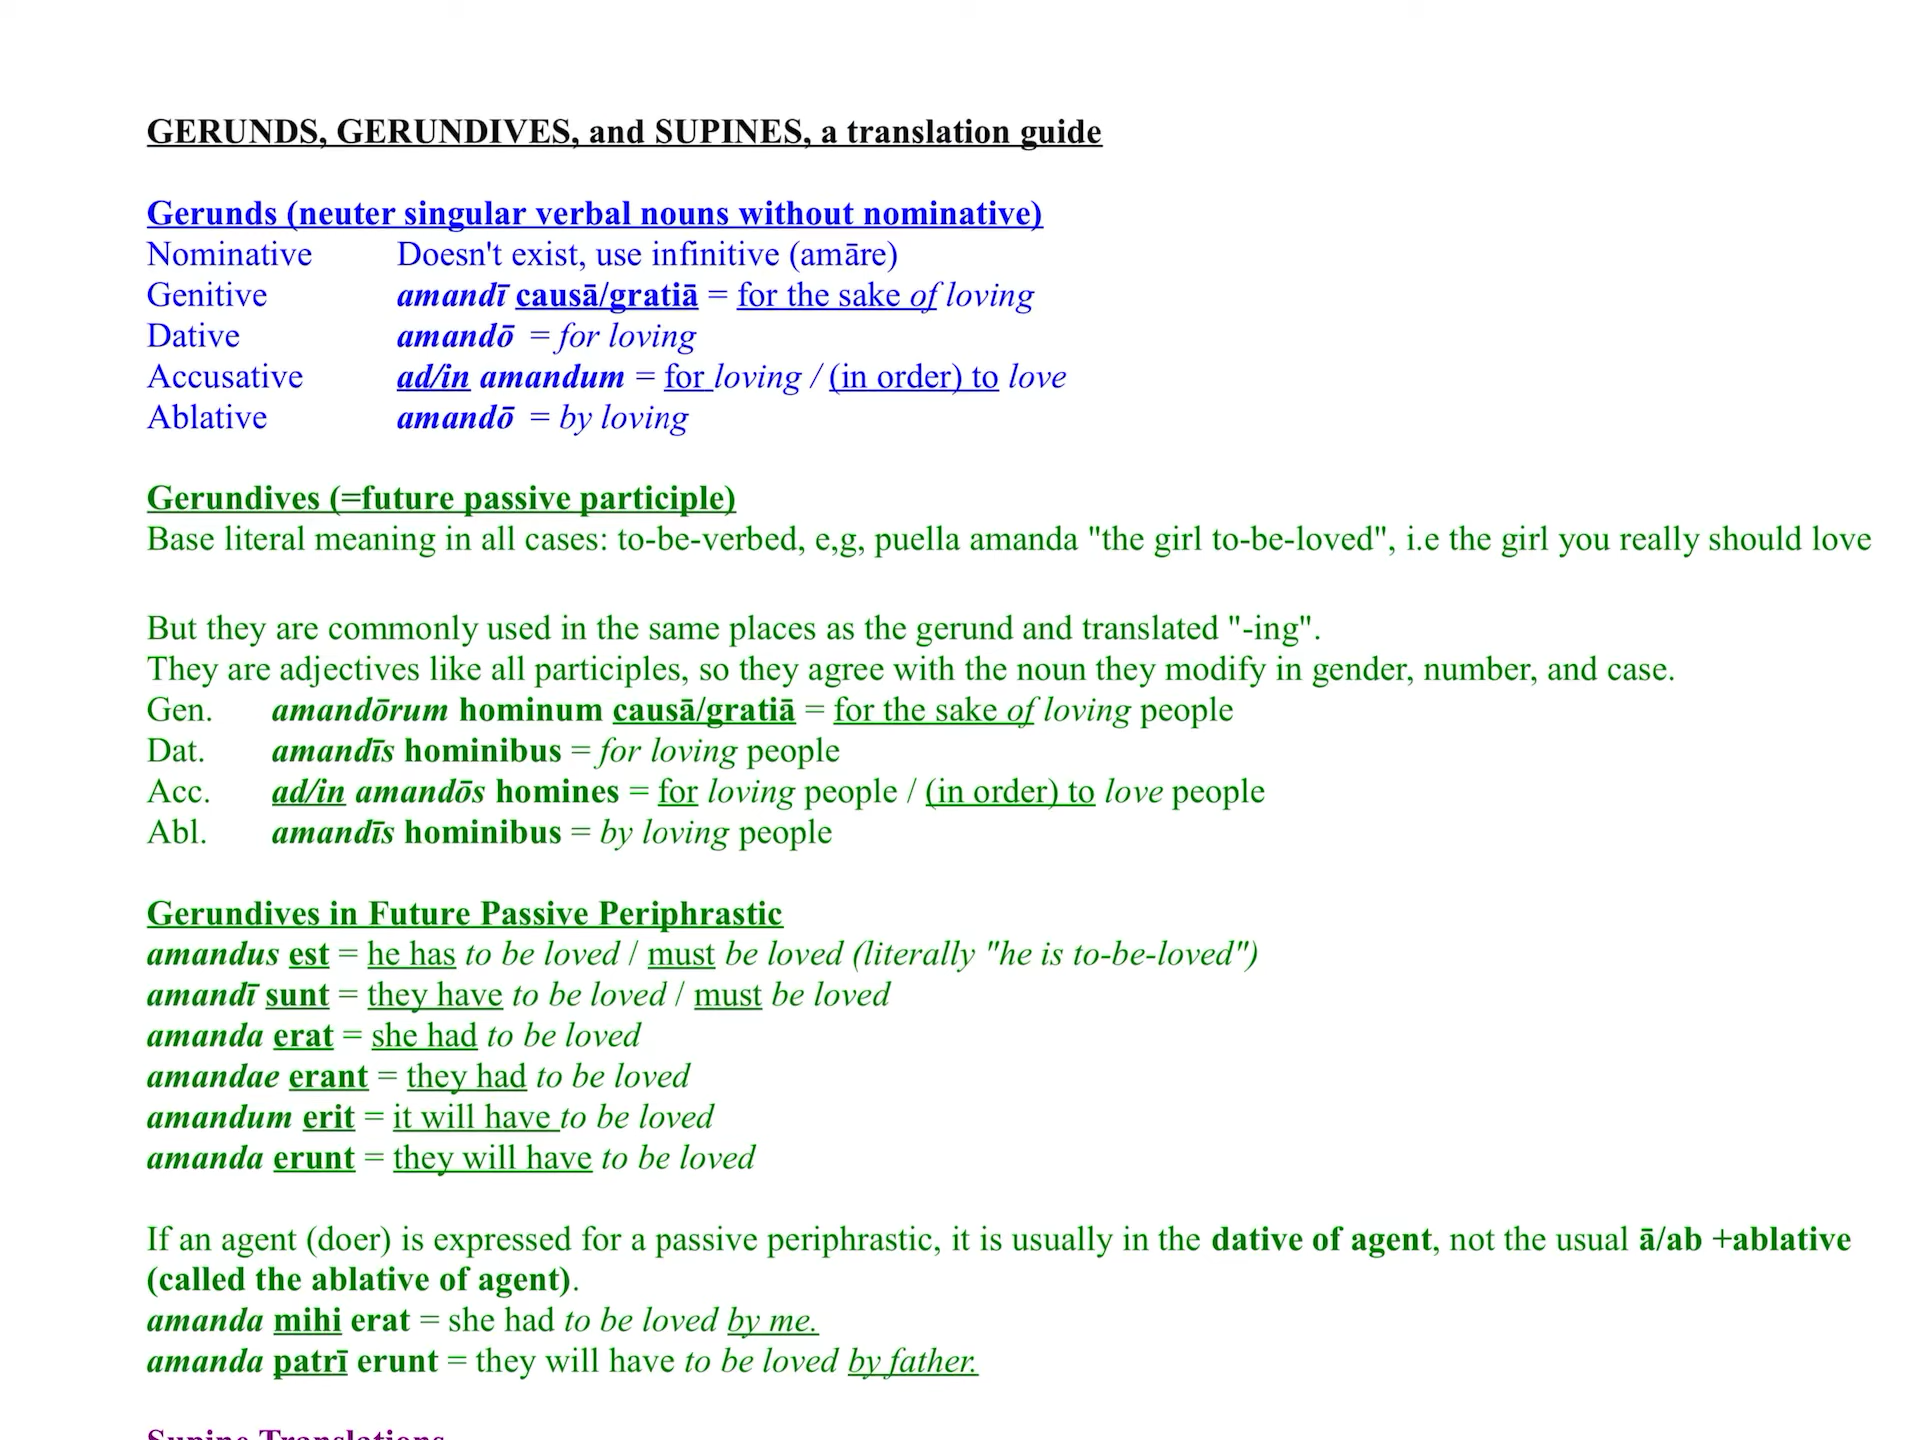 GERUNDS, GERUNDIVES, and SUPINES, a translation guide
Gerunds (neuter singular verbal nouns without nominative)
Nominative Doesn't exist, use infinitive (amāre)
Genitive amandī causā/gratiā = for the sake of loving
Dative amandō = for loving
Accusative ad/in amandum = for loving / (in order) to love
Ablative amandō = by loving
Gerundives (=future passive participle)
Base literal meaning in all cases: to-be-verbed, e,g, puella amanda "the girl to-be-loved", i.e the girl you really should love
But they are commonly used in the same places as the gerund and translated "-ing".
They are adjectives like all participles, so they agree with the noun they modify in gender, number, and case.
Gen. amandōrum hominum causā/gratiā = for the sake of loving people
Dat. amandīs hominibus = for loving people
Acc. ad/in amandōs homines = for loving people / (in order) to love people
Abl. amandīs hominibus = by loving people
Gerundives in Future Passive Periphrastic
amandus est = he has to be loved / must be loved (literally "he is to-be-loved")
amandī sunt = they have to be loved / must be loved
amanda erat = she had to be loved
amandae erant = they had to be loved
amandum erit = it will have to be loved
amanda erunt = they will have to be loved
If an agent (doer) is expressed for a passive periphrastic, it is usually in the dative of agent, not the usual ā/ab +ablative
(called the ablative of agent).
amanda mihi erat = she had to be loved by me.
amanda patrī erunt = they will have to be loved by father.
Supine Translations